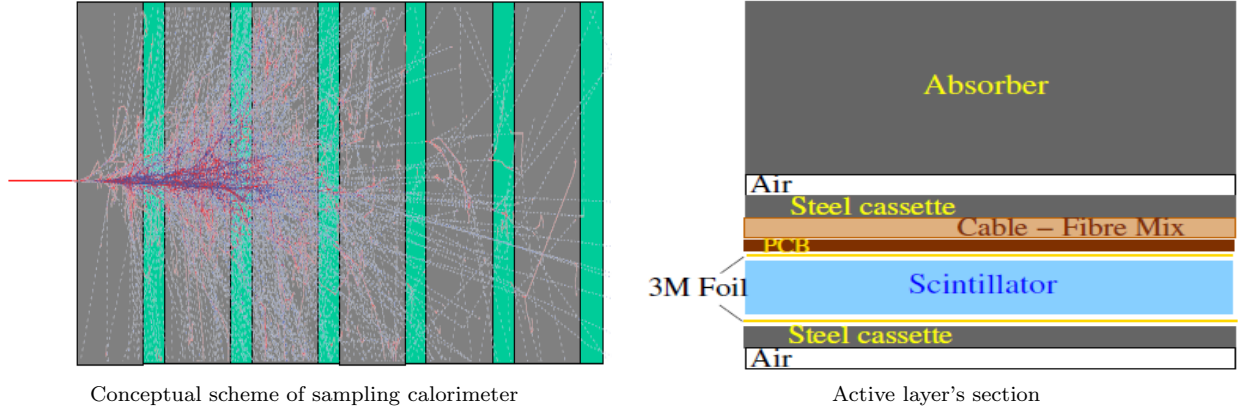 Absorber
Air
Steel cassette
Cable – Fibre Mix
PCB
3M Foil
Scintillator
Steel cassette
Air
Conceptual scheme of sampling calorimeter
Active layer's section